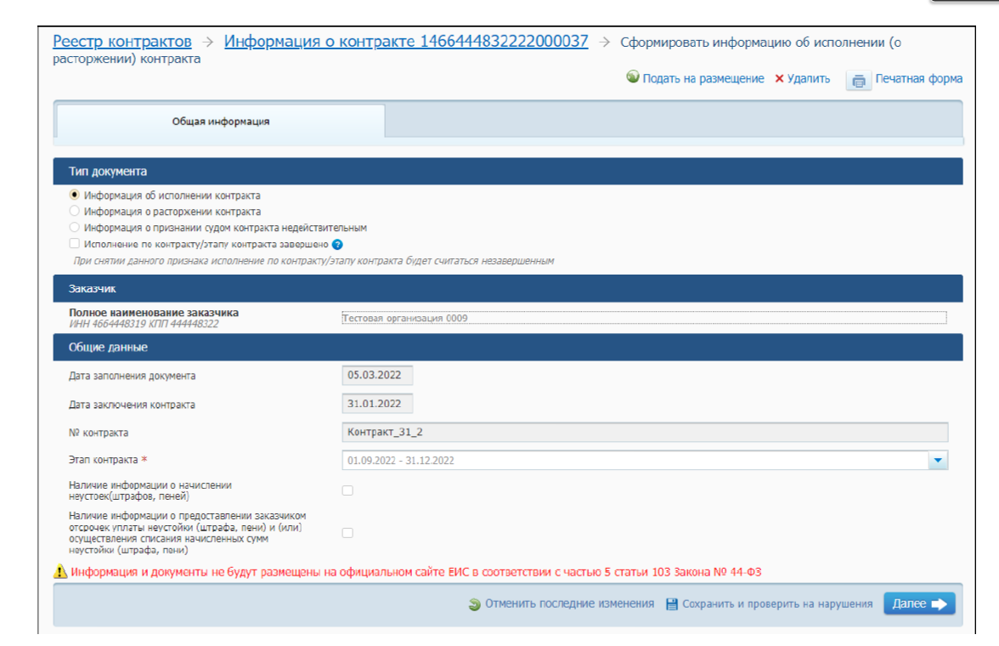 Реестр контрактов → Информация о контракте 1466444832222000037 → Сформировать информацию об исполнении (о
расторжении) контракта
Подать на размещение Удалить Печатная форма
Общая информация
Тип документа
Информация об исполнении контракта
Информация о расторжении контракта
Информация о признании судом контракта недействительным
Исполнение по контракту/этапу контракта завершено ?
При снятии данного признака исполнение по контракту/этапу контракта будет считаться незавершенным
Заказчик
Полное наименование заказчика
ИНН 4664448319 КПП 444448322
Тестовая организация 0009
Общие данные
Дата заполнения документа 05.03.2022
Дата заключения контракта 31.01.2022
№ контракта Контракт_31_2
Этап контракта * 01.09.2022 - 31.12.2022
Наличие информации о начислении
неустоек(штрафов, пеней)
Наличие информации о предоставлении заказчиком
отсрочек уплаты неустойки (штрафа, пени) и (или)
осуществления списания начисленных сумм
неустойки (штрафа, пени)
Информация и документы не будут размещены на официальном сайте ЕИС в соответствии с частью 5 статьи 103 Закона № 44-ФЗ
Отменить последние изменения Сохранить и проверить на нарушения Далее